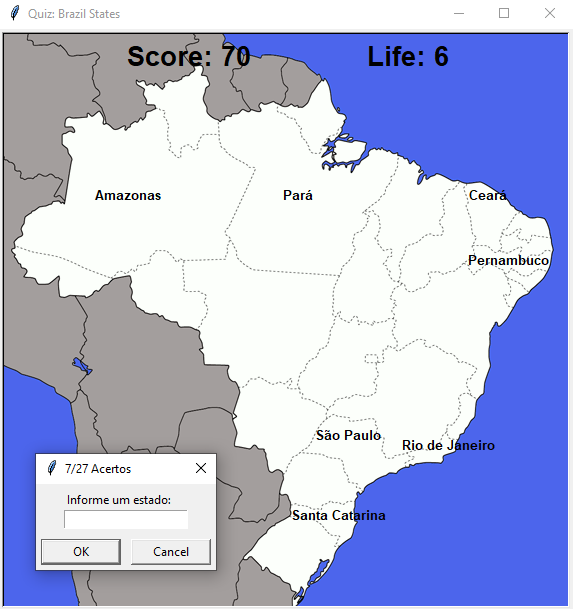 Quiz: Brazil States
Score: 70
Life: 6
Amazonas
Pará
Ceará
Pernambuco
São Paulo
Rio de Janeiro
Santa Catarina
7/27 Acertos
Informe um estado:
OK
Cancel